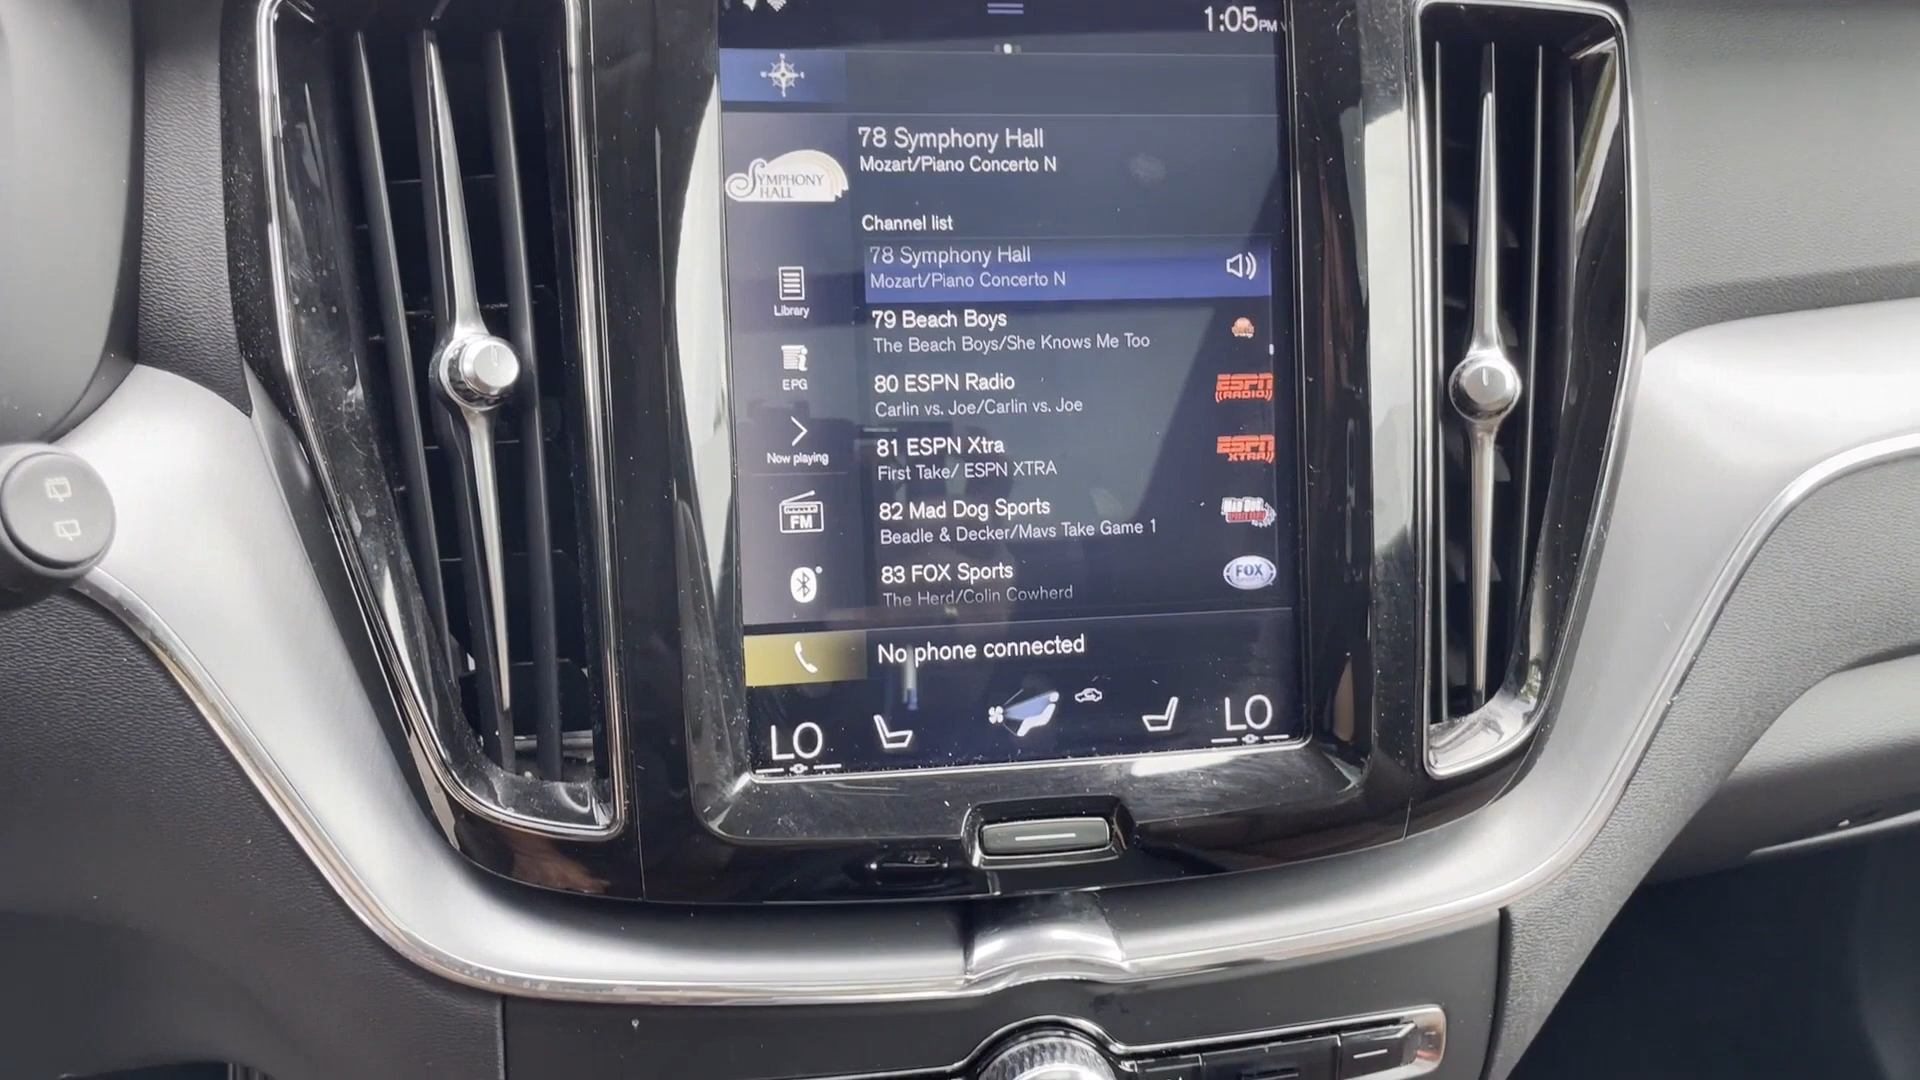 1:05PM
78 Symphony Hall
Mozart/Piano Concerto N
SYMPHONY
HALL
Channel list
78 Symphony Hall
Mozart/Piano Concerto N
Library
79 Beach Boys
The Beach Boys/She Knows Me Too
EPG
80 ESPN Radio
Carlin vs. Joe/Carlin vs. Joe
ESPN
RADIO
Now playing
81 ESPN Xtra
First Take/ ESPN XTRA
ESPN
XTRA
FM
82 Mad Dog Sports
Beadle & Decker/Mavs Take Game 1
MAD DOG
83 FOX Sports
The Herd/Colin Cowherd
FOX
SPORTS
No phone connected
LO
LO